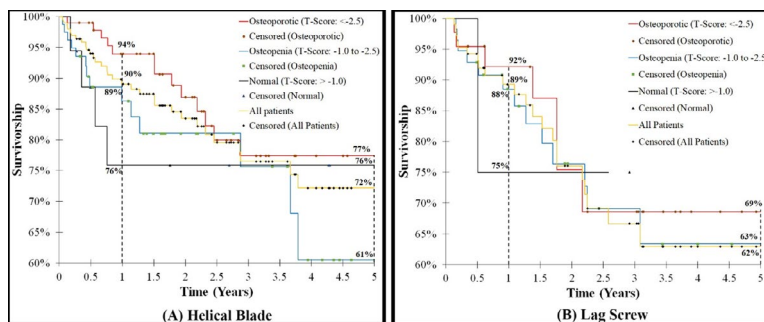 100%
95%
90%
85%
80%
75%
70%
65%
60%
Survivorship
0
0.5
1
1.5
2
2.5
3
3.5
4
4.5
5
Time (Years)
(A) Helical Blade
94%
90%
89%
76%
77%
76%
72%
61%
Osteoporotic (T-Score: <-2.5)
Censored (Osteoporotic)
Osteopenia (T-Score: -1.0 to -2.5)
Censored (Osteopenia)
Normal (T-Score: > -1.0)
Censored (Normal)
All patients
Censored (All Patients)
100%
95%
90%
85%
80%
75%
70%
65%
60%
Survivorship
0
0.5
1
1.5
2
2.5
3
3.5
4
4.5
5
Time (Years)
(B) Lag Screw
92%
89%
88%
75%
69%
63%
62%
Osteoporotic (T-Score: <-2.5)
Censored (Osteoporotic)
Osteopenia (T-Score: -1.0 to -2.5)
Censored (Osteopenia)
Normal (T-Score: >-1.0)
Censored (Normal)
All patients
Censored (All Patients)